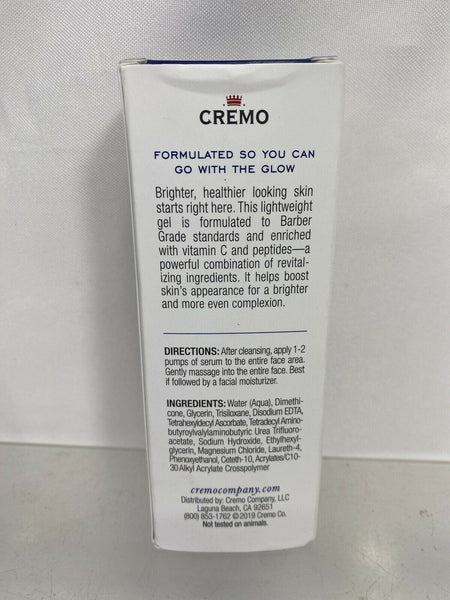 CREMO
FORMULATED SO YOU CAN
GO WITH THE GLOW
Brighter, healthier looking skin
starts right here. This lightweight
gel is formulated to Barber
Grade standards and enriched
with vitamin C and peptides—a
powerful combination of revital-
izing ingredients. It helps boost
skin's appearance for a brighter
and more even complexion.
DIRECTIONS: After cleansing, apply 1-2
pumps of serum to the entire face area.
Gently massage into the entire face. Best
if followed by a facial moisturizer.
INGREDIENTS: Water (Aqua), Dimethi-
cone, Glycerin, Trisiloxane, Disodium EDTA,
Tetrahexyldecyl Ascorbate, Tetradecyl Amino-
butyroylvalylaminobutyric Urea Trifluoro-
acetate, Sodium Hydroxide, Ethylhexyl-
glycerin, Magnesium Chloride, Laureth-4,
Phenoxyethanol, Ceteth-10, Acrylates/C10-
30 Alkyl Acrylate Crosspolymer
cremocompany.com
Distributed by: Cremo Company, LLC
Laguna Beach, CA 92651
(800) 853-1762 ©2019 Cremo Co.
Not tested on animals.